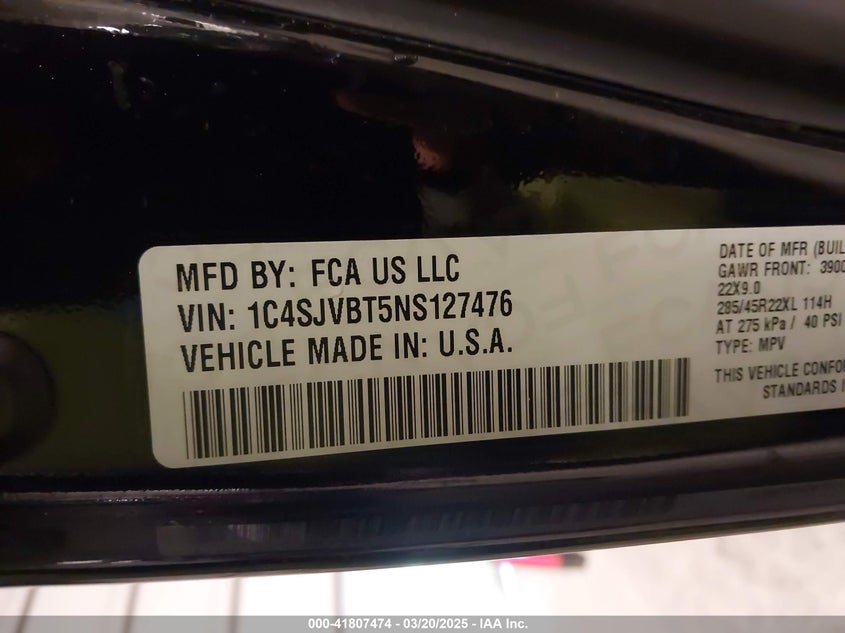 MFD BY: FCA US LLC
VIN: 1C4SJVBT5NS127476
VEHICLE MADE IN: U.S.A.
DATE OF MFR (BUIL
GAWR FRONT: 3900
22X9.0
285/45R22XL 114H
AT 275 kPa / 40 PSI
TYPE: MPV
THIS VEHICLE CONFO
STANDARDS
000-41807474 — 03/20/2025 — IAA Inc.